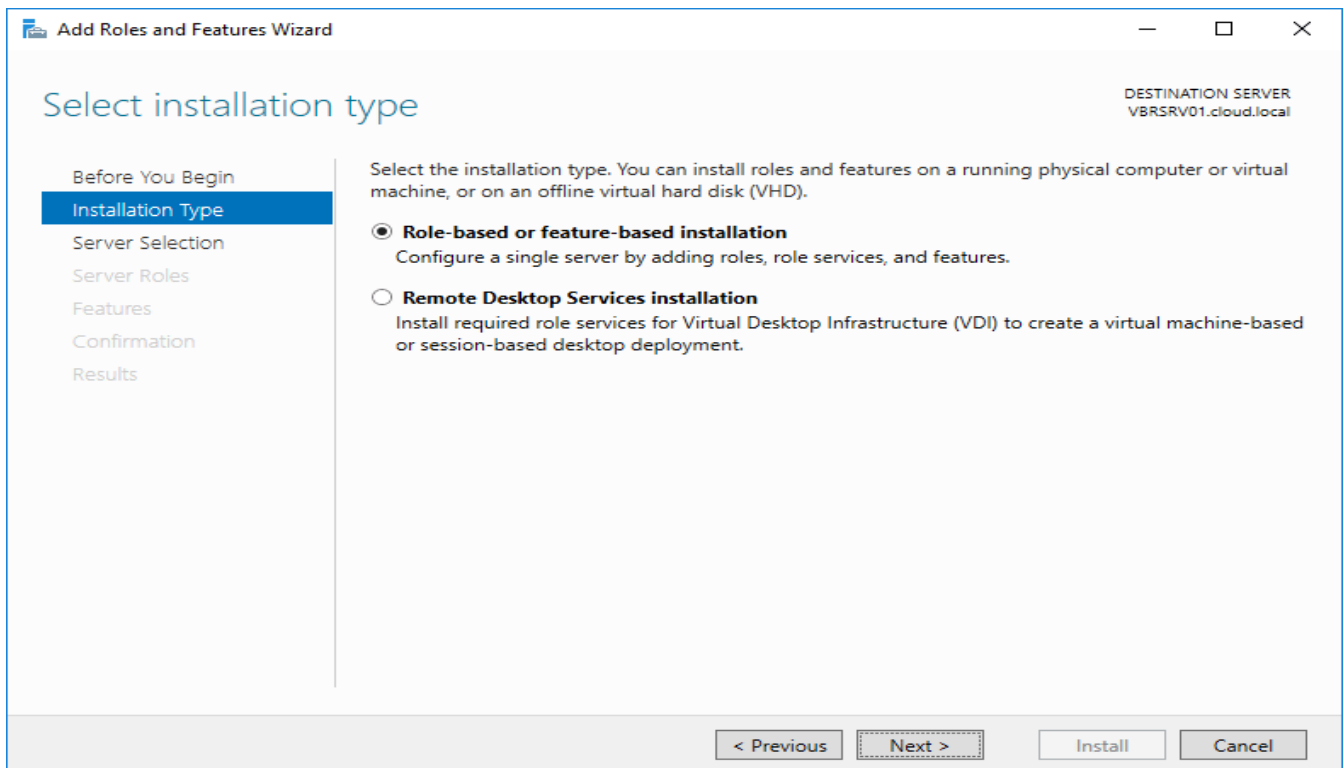 Add Roles and Features Wizard
Select installation type
DESTINATION SERVER
VBRSRV01.cloud.local
Before You Begin
Installation Type
Server Selection
Server Roles
Features
Confirmation
Results
Select the installation type. You can install roles and features on a running physical computer or virtual
machine, or on an offline virtual hard disk (VHD).
Role-based or feature-based installation
Configure a single server by adding roles, role services, and features.
Remote Desktop Services installation
Install required role services for Virtual Desktop Infrastructure (VDI) to create a virtual machine-based
or session-based desktop deployment.
< Previous
Next >
Install
Cancel